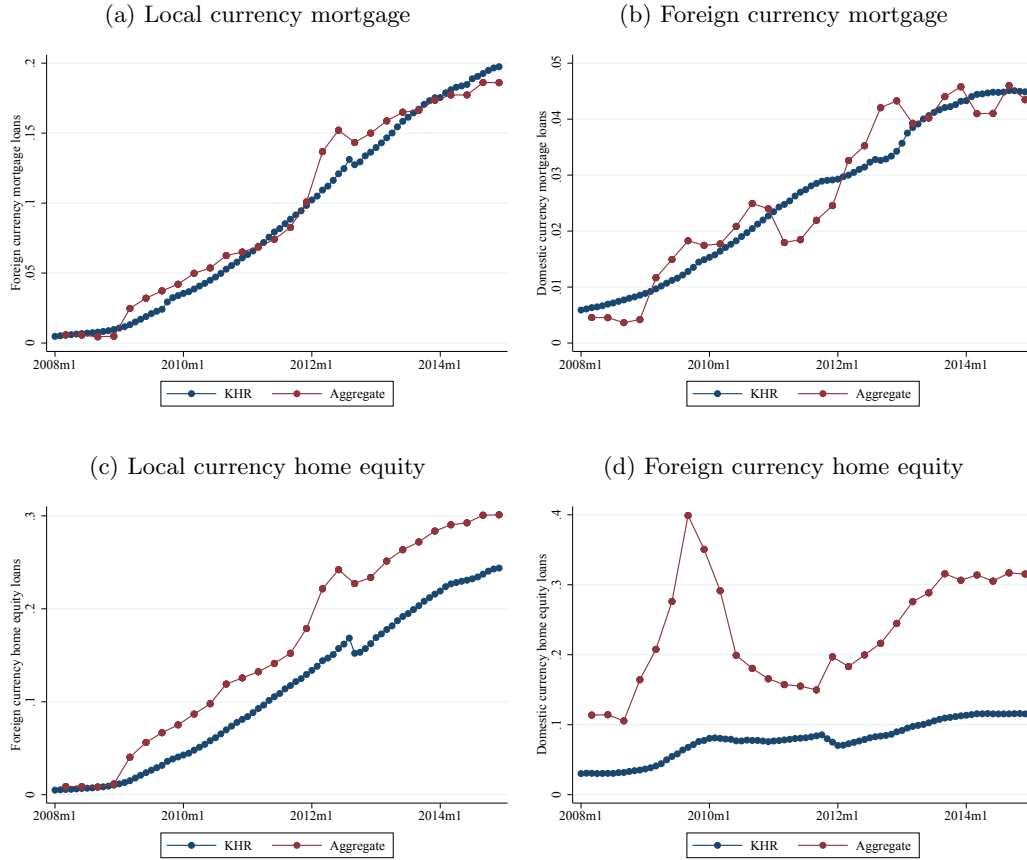 (a) Local currency mortgage
Foreign currency mortgage loans
.2
.15
.1
.05
0
2008m1 2010m1 2012m1 2014m1
KHR Aggregate
(b) Foreign currency mortgage
Domestic currency mortgage loans
.05
.04
.03
.02
.01
0
2008m1 2010m1 2012m1 2014m1
KHR Aggregate
(c) Local currency home equity
Foreign currency home equity loans
.3
.2
.1
0
2008m1 2010m1 2012m1 2014m1
KHR Aggregate
(d) Foreign currency home equity
Domestic currency home equity loans
.4
.3
.2
.1
0
2008m1 2010m1 2012m1 2014m1
KHR Aggregate